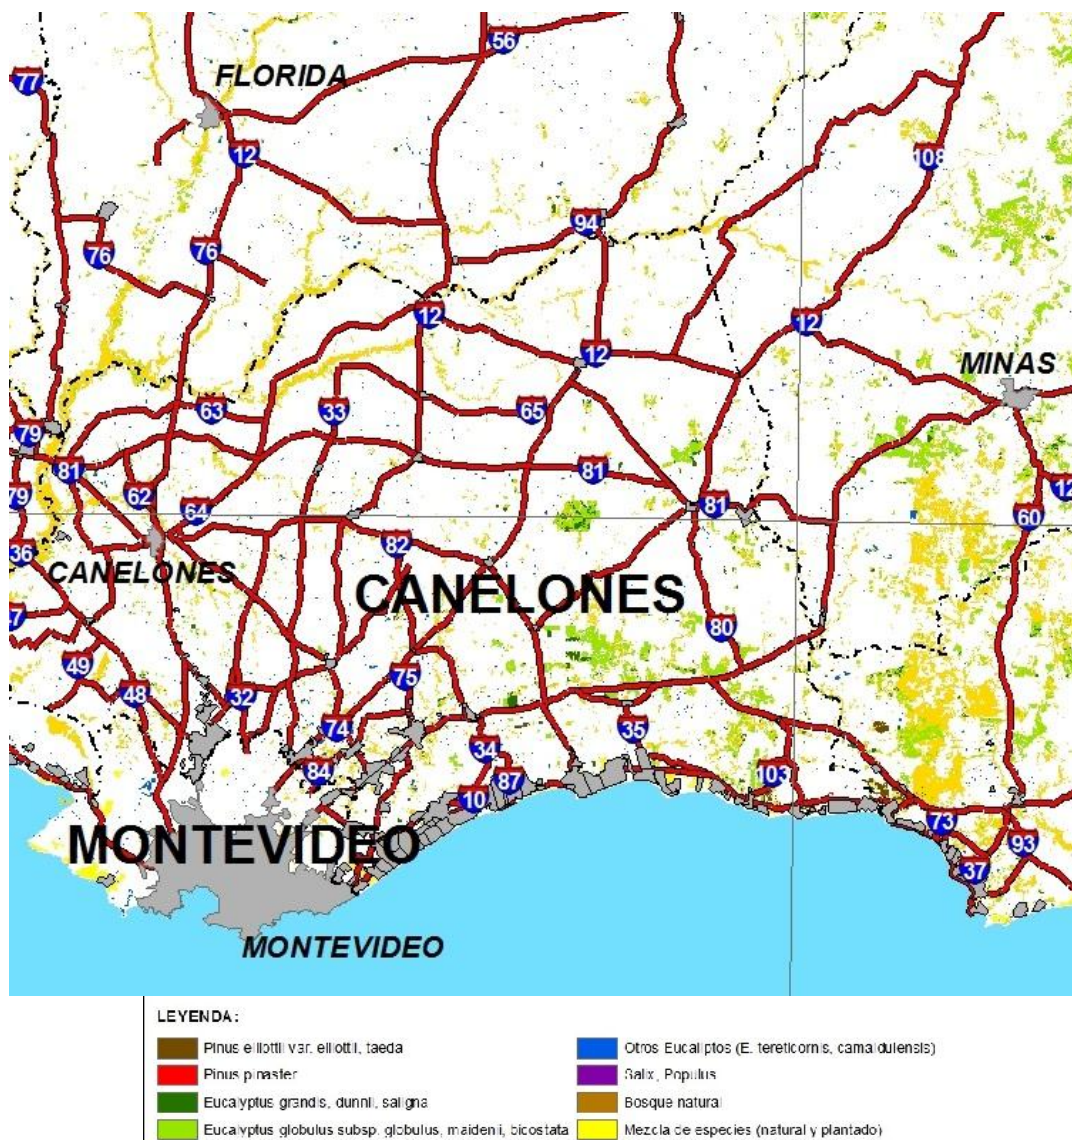 56
77
FLORIDA
12
108
94
76
76
12
12
12
MINAS
63
33
65
79
81
81
12
79
62
64
81
60
36
82
CANELONES
CANELONES
7
80
49
75
48
32
74
35
34
84
103
87
10
73
MONTEVIDEO
93
37
MONTEVIDEO
LEYENDA:
Pinus elliottii var. elliottii, taeda
Otros Eucaliptos (E. tereticornis, camaldulensis)
Pinus pinaster
Salix, Populus
Eucalyptus grandis, dunnii, saligna
Bosque natural
Eucalyptus globulus subsp. globulus, maidenii, bicostata
Mezcla de especies (natural y plantado)